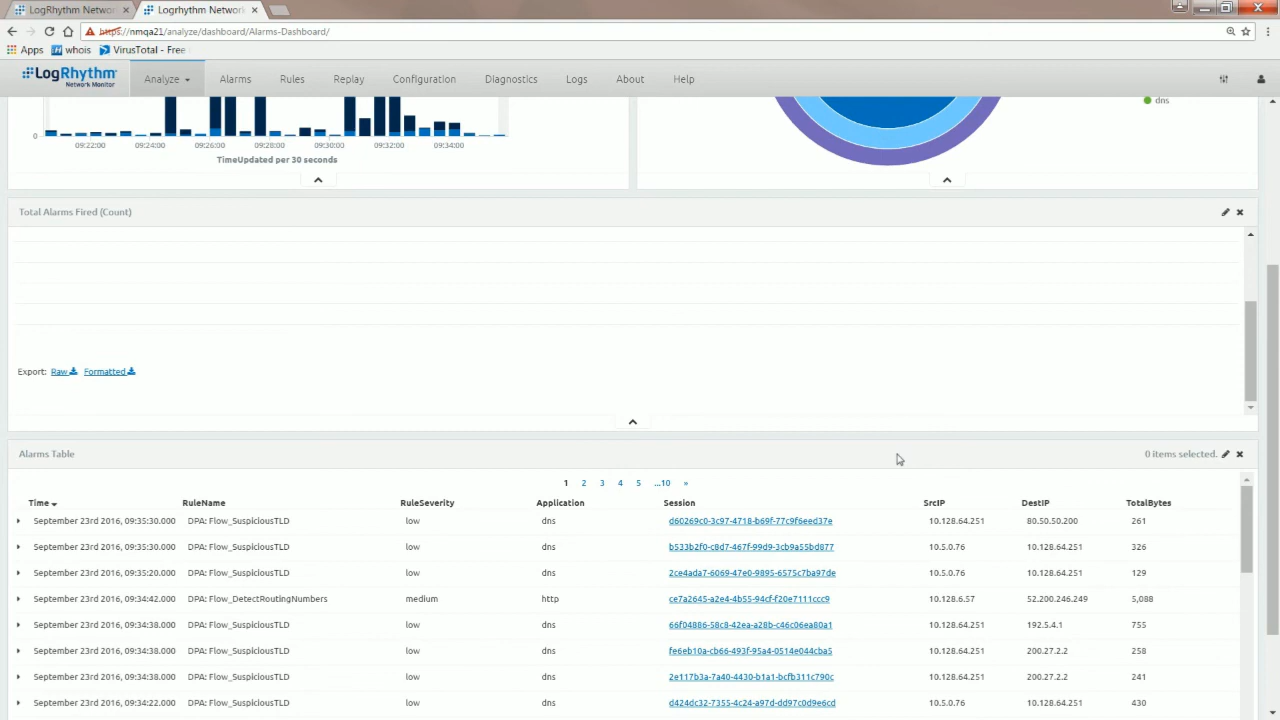 LogRhythm Networ × Logrhythm Network ×
https://nmqa21/analyze/dashboard/Alarms-Dashboard/
Apps whois VirusTotal - Free
LogRhythm Network Monitor Analyze Alarms Rules Replay Configuration Diagnostics Logs About Help
dns
0
09:22:00 09:24:00 09:26:00 09:28:00 09:30:00 09:32:00 09:34:00
TimeUpdated per 30 seconds
Total Alarms Fired (Count)
Export: Raw Formatted
Alarms Table 0 items selected.
1 2 3 4 5 ...10 »
Time RuleName RuleSeverity Application Session SrcIP DestIP TotalBytes
September 23rd 2016, 09:35:30.000 DPA: Flow_SuspiciousTLD low dns d60269c0-3c97-4718-b69f-77c9f6eed37e 10.128.64.251 80.50.50.200 261
September 23rd 2016, 09:35:30.000 DPA: Flow_SuspiciousTLD low dns b533b2f0-c8d7-467f-99d9-3cb9a55bd877 10.5.0.76 10.128.64.251 326
September 23rd 2016, 09:35:20.000 DPA: Flow_SuspiciousTLD low dns 2ce4ada7-6069-47e0-9895-6575c7ba97de 10.5.0.76 10.128.64.251 129
September 23rd 2016, 09:34:42.000 DPA: Flow_DetectRoutingNumbers medium http ce7a2645-a2e4-4b55-94cf-f20e7111ccc9 10.128.6.57 52.200.246.249 5,088
September 23rd 2016, 09:34:38.000 DPA: Flow_SuspiciousTLD low dns 66f04886-58c8-42ea-a28b-c46c06ea80a1 10.128.64.251 192.5.4.1 755
September 23rd 2016, 09:34:38.000 DPA: Flow_SuspiciousTLD low dns fe6eb10a-cb66-493f-95a4-0514e044cba5 10.128.64.251 200.27.2.2 258
September 23rd 2016, 09:34:38.000 DPA: Flow_SuspiciousTLD low dns 2e117b3a-7a40-4430-b1a1-bcfb311c790c 10.128.64.251 200.27.2.2 241
September 23rd 2016, 09:34:22.000 DPA: Flow_SuspiciousTLD low dns d424dc32-7355-4c24-a97d-dd97c0d9e6cd 10.5.0.76 10.128.64.251 430